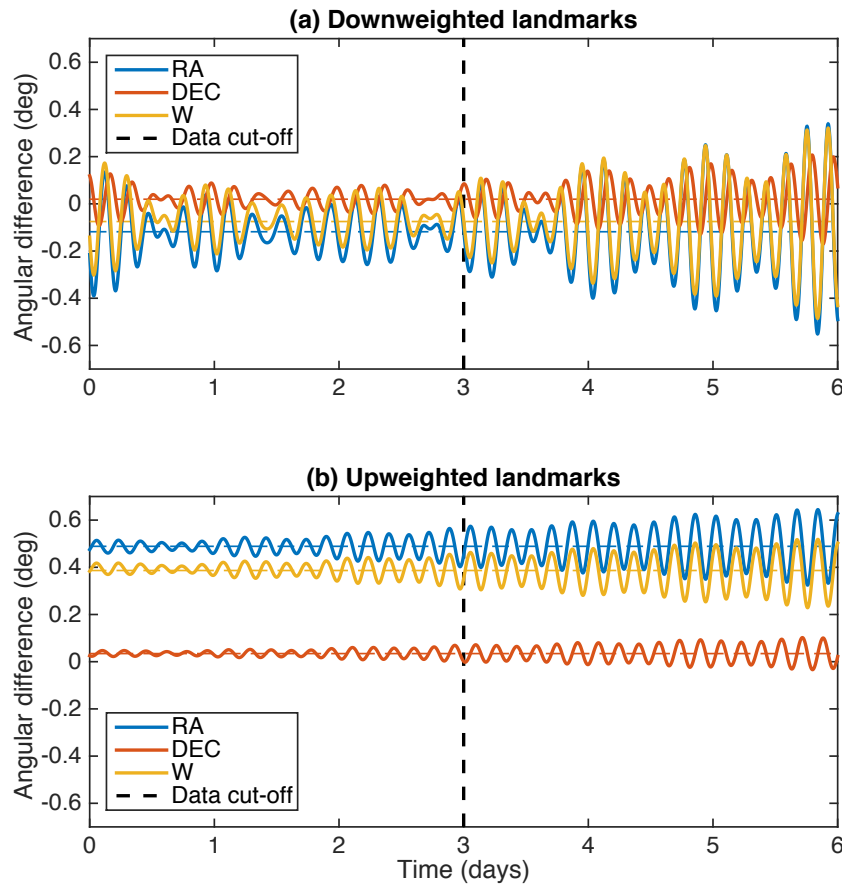 (a) Downweighted landmarks
Angular difference (deg)
0.6
0.4
0.2
0
-0.2
-0.4
-0.6
RA
DEC
W
Data cut-off
0 1 2 3 4 5 6
(b) Upweighted landmarks
Angular difference (deg)
0.6
0.4
0.2
0
-0.2
-0.4
-0.6
RA
DEC
W
Data cut-off
0 1 2 3 4 5 6
Time (days)